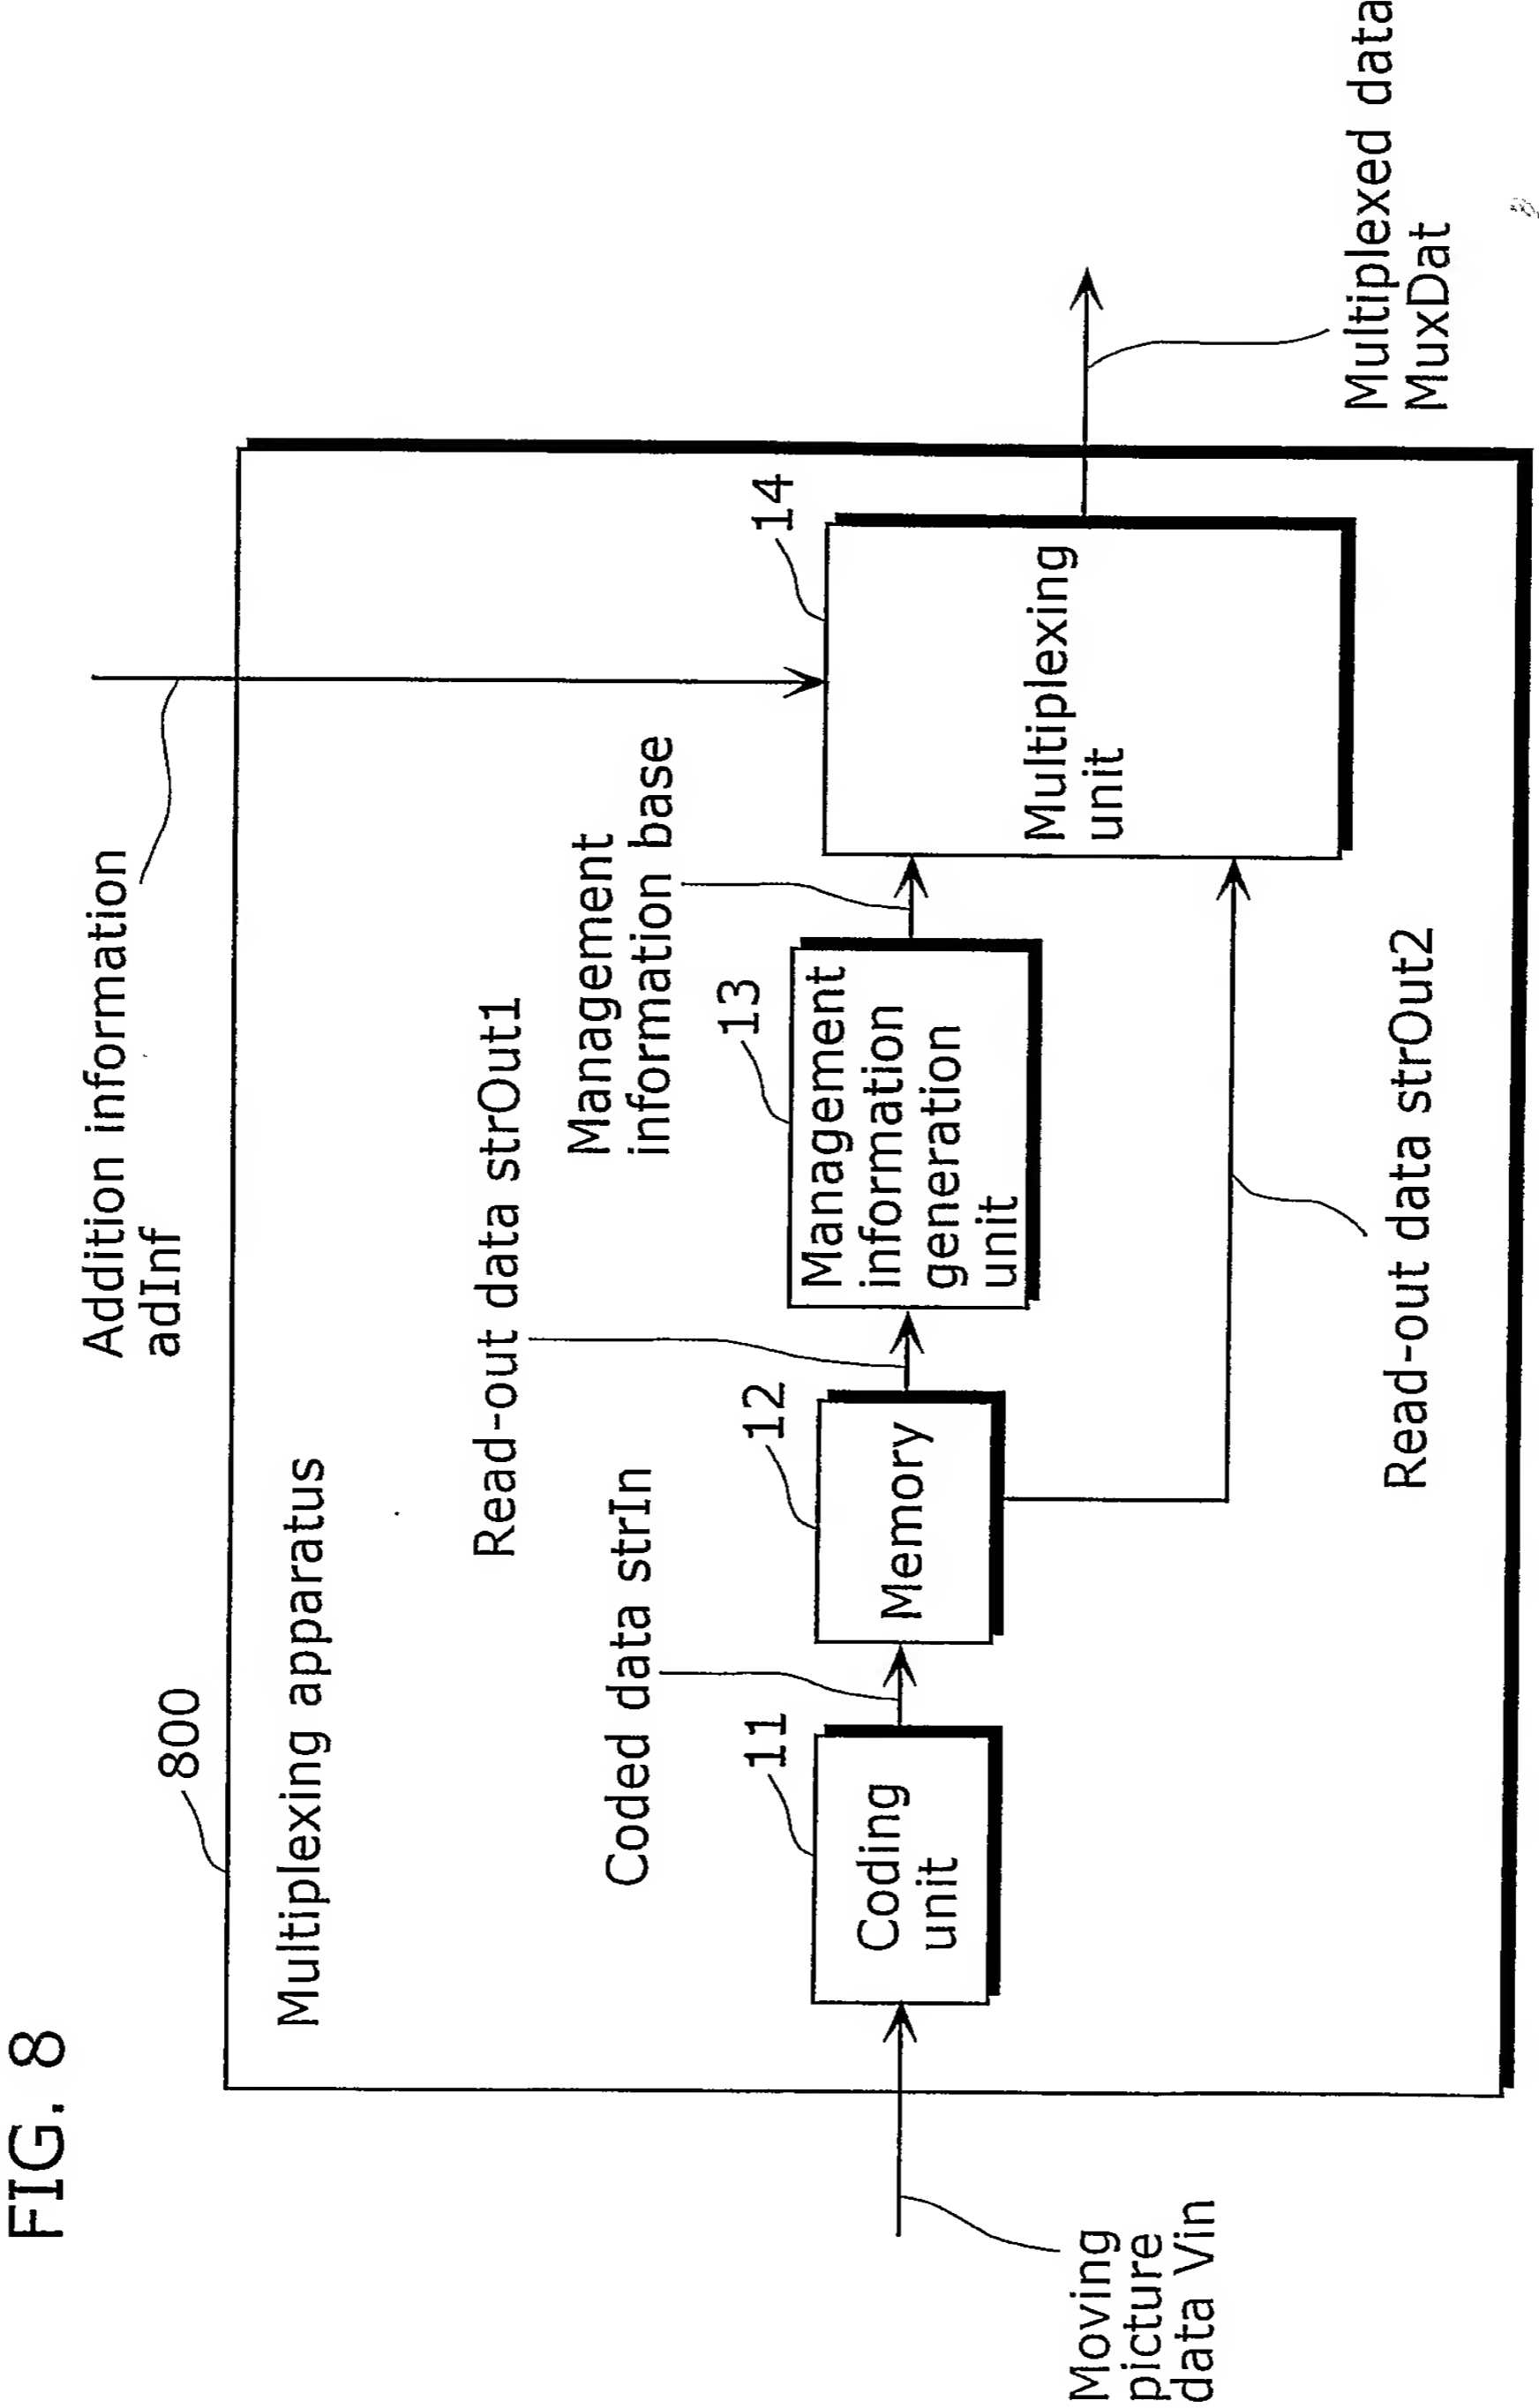 FIG. 8
800
Addition information
adInf
Multiplexing apparatus
Read-out data strOut1
Management
information base
Coded data strIn
11
12
13
14
Coding
unit
Memory
Management
information
generation
unit
Multiplexing
unit
Moving
picture
data Vin
Read-out data strOut2
Multiplexed data
MuxDat